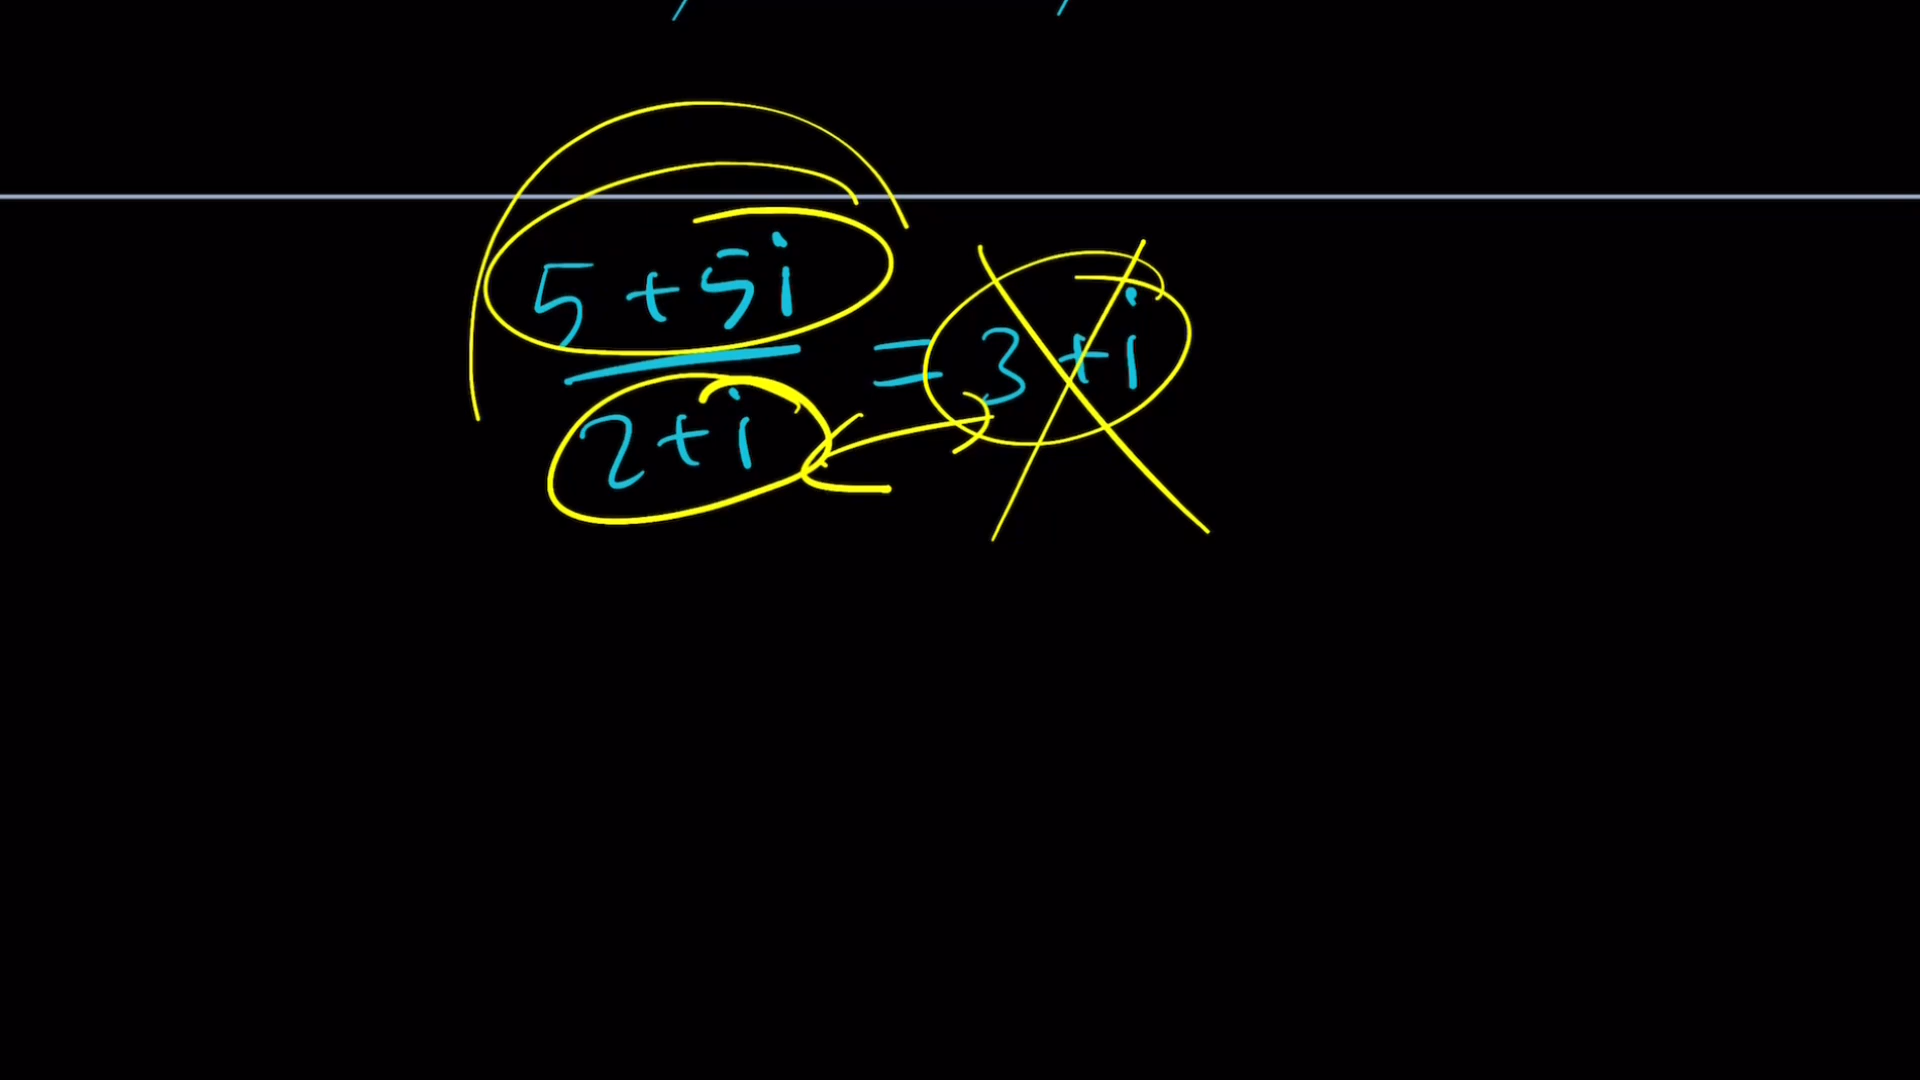 5 + 5i
= 3 + i
2 + i